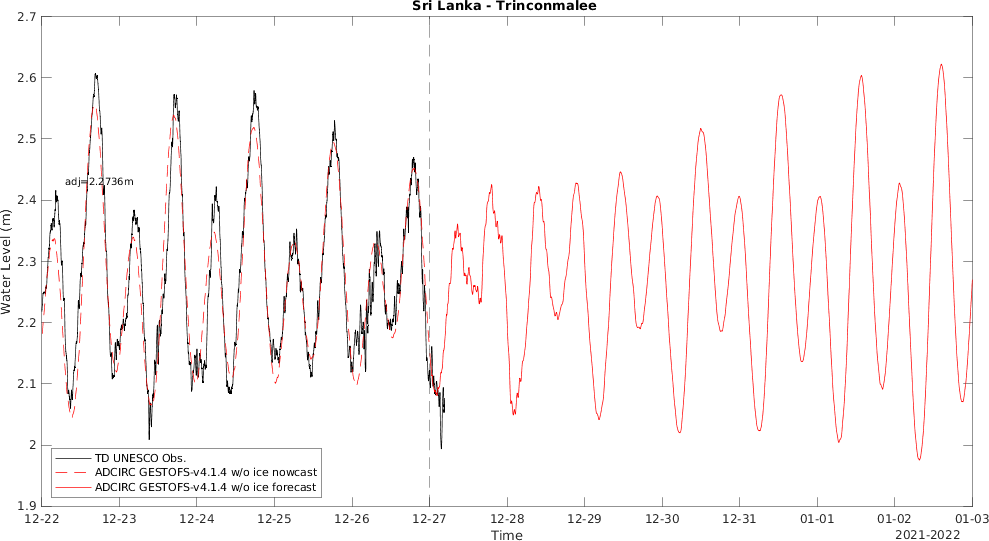 Sri Lanka - Trinconmalee
2.7
2.6
2.5
2.4
2.3
2.2
2.1
2
1.9
Water Level (m)
adj=2.2736m
TD UNESCO Obs.
ADCIRC GESTOFS-v4.1.4 w/o ice nowcast
ADCIRC GESTOFS-v4.1.4 w/o ice forecast
12-22 12-23 12-24 12-25 12-26 12-27 12-28 12-29 12-30 12-31 01-01 01-02 01-03
Time
2021-2022